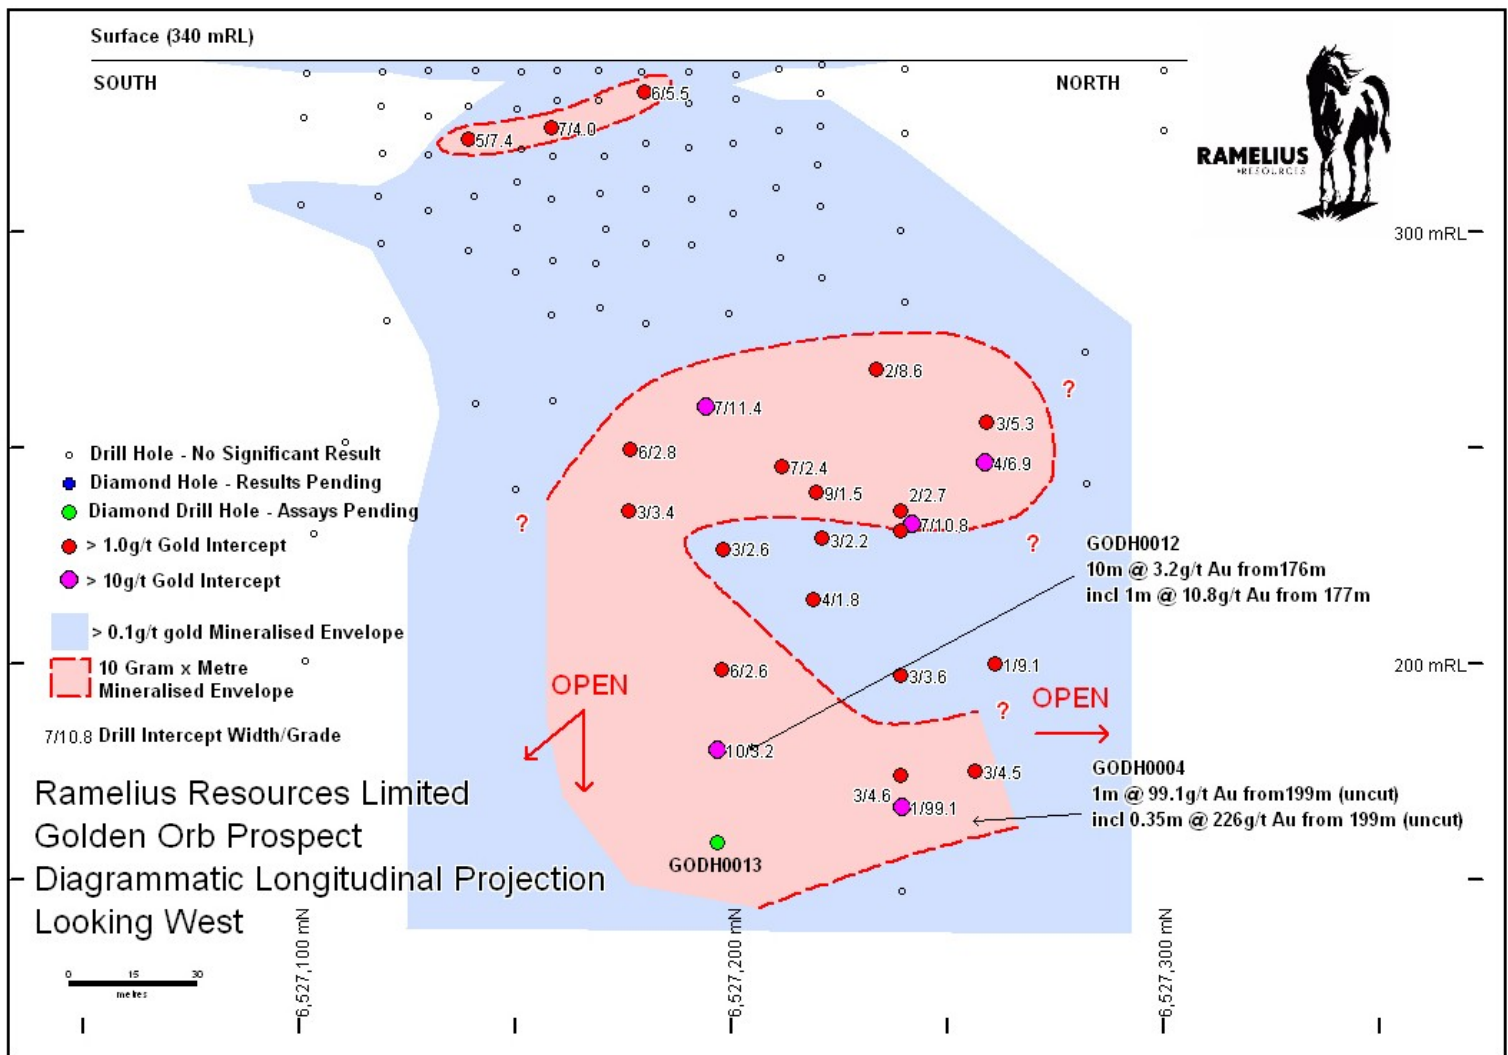 Surface (340 mRL)
SOUTH
NORTH
RAMELIUS
RESOURCES
6/5.5
7/4.0
5/7.4
300 mRL
2/8.6
7/11.4
3/5.3
6/2.8
4/6.9
7/2.4
9/1.5
2/2.7
3/3.4
7/10.8
?
?
?
3/2.2
3/2.6
4/1.8
Drill Hole - No Significant Result
Diamond Hole - Results Pending
Diamond Drill Hole - Assays Pending
> 1.0g/t Gold Intercept
> 10g/t Gold Intercept
> 0.1g/t gold Mineralised Envelope
10 Gram x Metre
Mineralised Envelope
7/10.8 Drill Intercept Width/Grade
GODH0012
10m @ 3.2g/t Au from176m
incl 1m @ 10.8g/t Au from 177m
200 mRL
1/9.1
6/2.6
3/3.6
OPEN
OPEN
?
10/3.2
3/4.5
3/4.6
1/99.1
GODH0004
1m @ 99.1g/t Au from199m (uncut)
incl 0.35m @ 226g/t Au from 199m (uncut)
GODH0013
Ramelius Resources Limited
Golden Orb Prospect
Diagrammatic Longitudinal Projection
Looking West
0 15 30
metres
6,527,100 mN
6,527,200 mN
6,527,300 mN